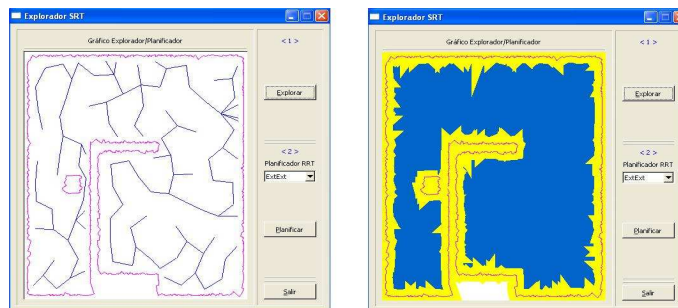 Explorador SRT
Gráfico Explorador/Planificador
< 1 >
Explorar
< 2 >
Planificador RRT
ExtExt
Planificar
Salir
Explorador SRT
Gráfico Explorador/Planificador
< 1 >
Explorar
< 2 >
Planificador RRT
ExtExt
Planificar
Salir